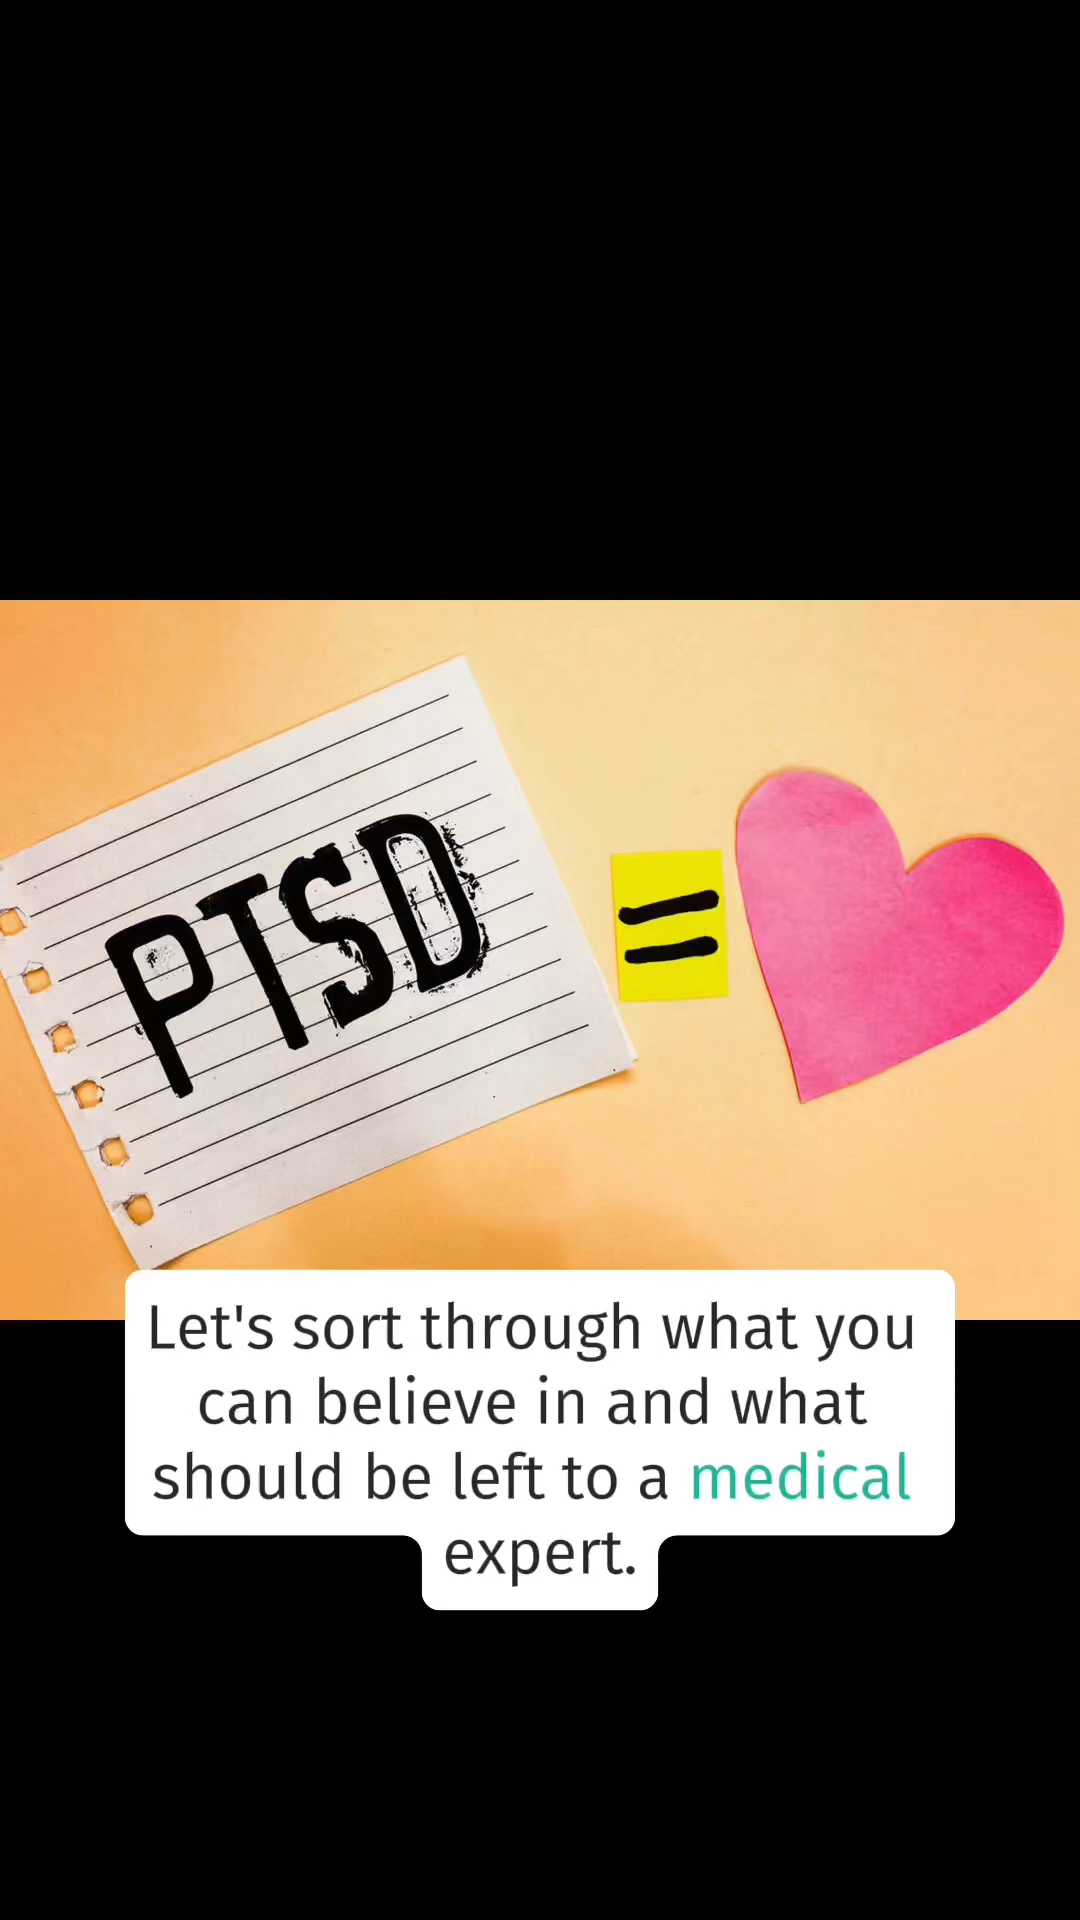 PTSD
=
Let's sort through what you
can believe in and what
should be left to a medical
expert.